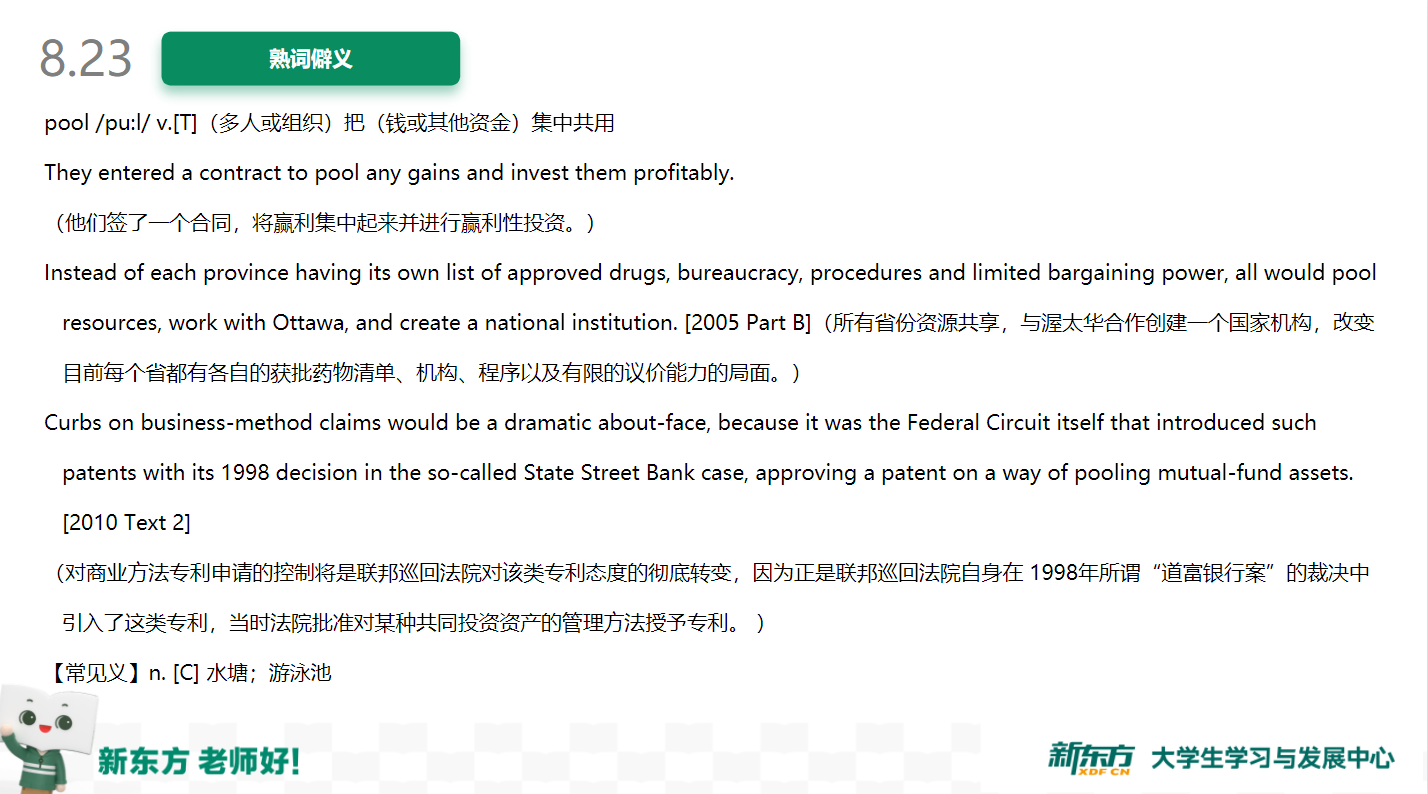 8.23 熟词僻义
pool /pu:l/ v.[T]（多人或组织）把（钱或其他资金）集中共用
They entered a contract to pool any gains and invest them profitably.
（他们签了一个合同，将赢利集中起来并进行赢利性投资。）
Instead of each province having its own list of approved drugs, bureaucracy, procedures and limited bargaining power, all would pool
resources, work with Ottawa, and create a national institution. [2005 Part B]（所有省份资源共享，与渥太华合作创建一个国家机构，改变
目前每个省都有各自的获批药物清单、机构、程序以及有限的议价能力的局面。）
Curbs on business-method claims would be a dramatic about-face, because it was the Federal Circuit itself that introduced such
patents with its 1998 decision in the so-called State Street Bank case, approving a patent on a way of pooling mutual-fund assets.
[2010 Text 2]
（对商业方法专利申请的控制将是联邦巡回法院对该类专利态度的彻底转变，因为正是联邦巡回法院自身在 1998年所谓“道富银行案”的裁决中
引入了这类专利，当时法院批准对某种共同投资资产的管理方法授予专利。 ）
【常见义】n. [C] 水塘；游泳池
新东方 老师好！
新东方 XDF.CN 大学生学习与发展中心